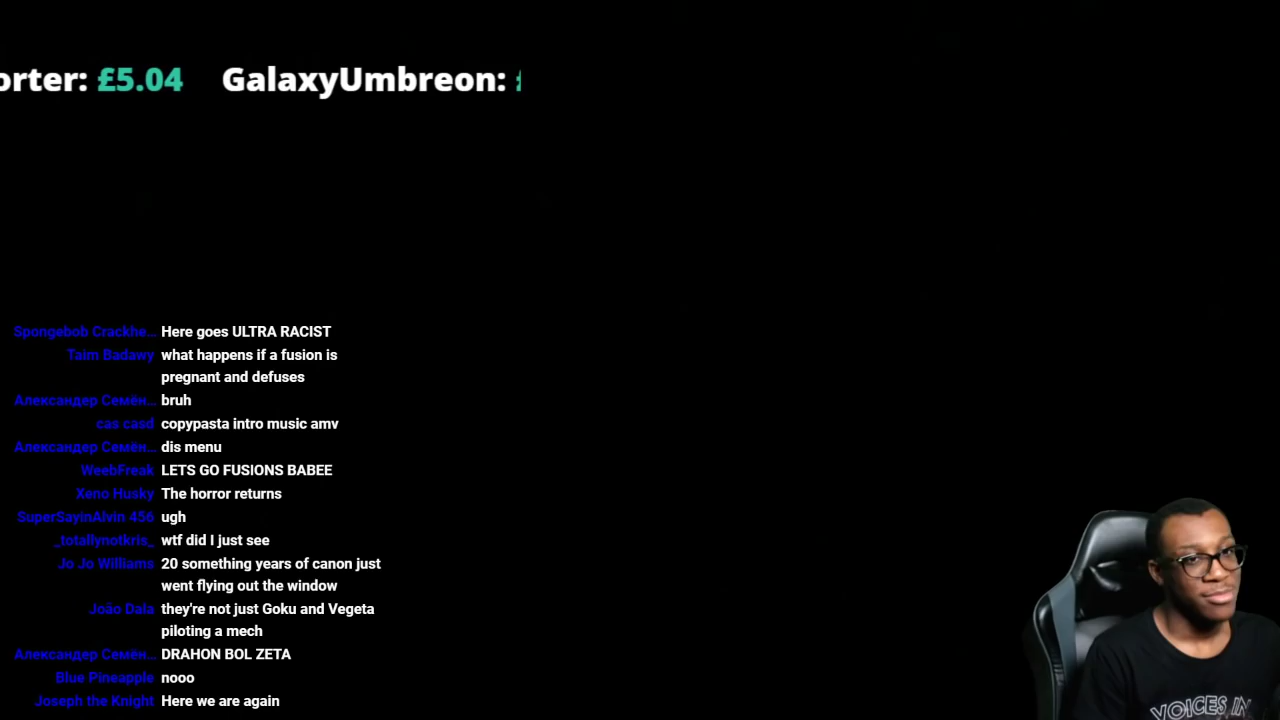 orter: £5.04 GalaxyUmbreon:
Spongebob Crackhe... Here goes ULTRA RACIST
Taim Badawy what happens if a fusion is
pregnant and defuses
Александер Семён... bruh
cas casd copypasta intro music amv
Александер Семён... dis menu
WeebFreak LETS GO FUSIONS BABEE
Xeno Husky The horror returns
SuperSayinAlvin 456 ugh
_totallynotkris_ wtf did I just see
Jo Jo Williams 20 something years of canon just
went flying out the window
João Dala they're not just Goku and Vegeta
piloting a mech
Александер Семён... DRAHON BOL ZETA
Blue Pineapple nooo
Joseph the Knight Here we are again
VOICES IN